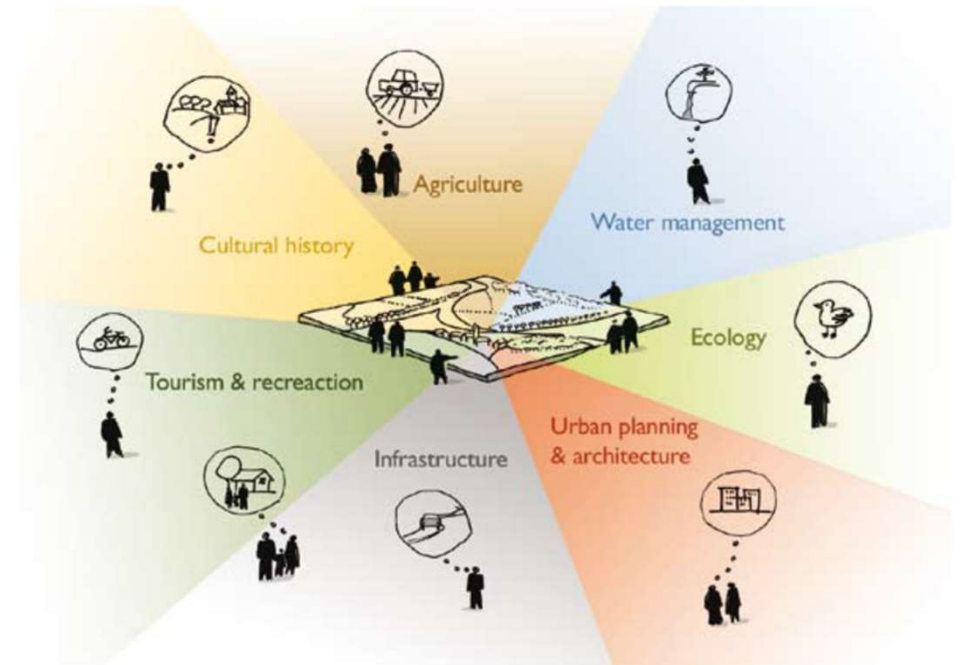 Agriculture
Water management
Cultural history
Ecology
Tourism & recreaction
Urban planning
& architecture
Infrastructure